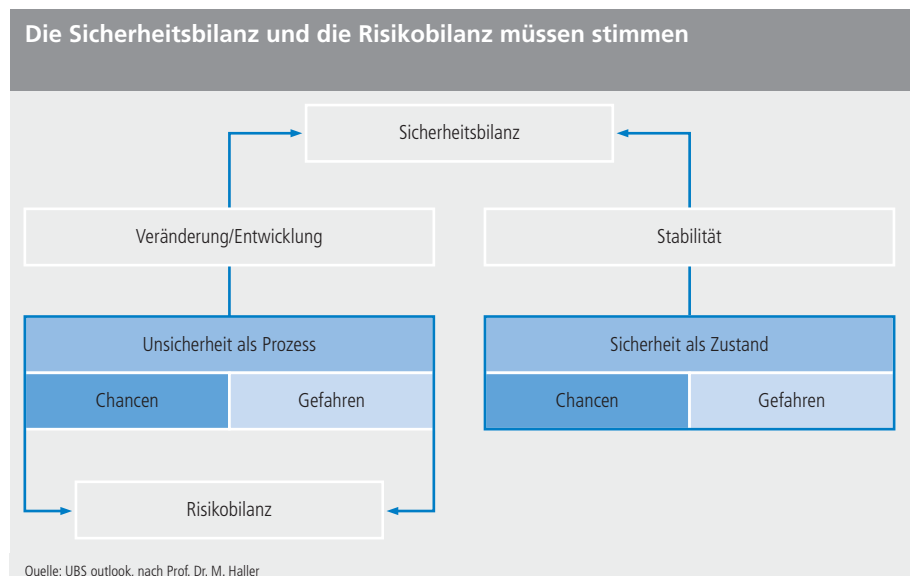 Die Sicherheitsbilanz und die Risikobilanz müssen stimmen
Sicherheitsbilanz
Veränderung/Entwicklung
Stabilität
Unsicherheit als Prozess
Sicherheit als Zustand
Chancen
Gefahren
Chancen
Gefahren
Risikobilanz
Quelle: UBS outlook, nach Prof. Dr. M. Haller